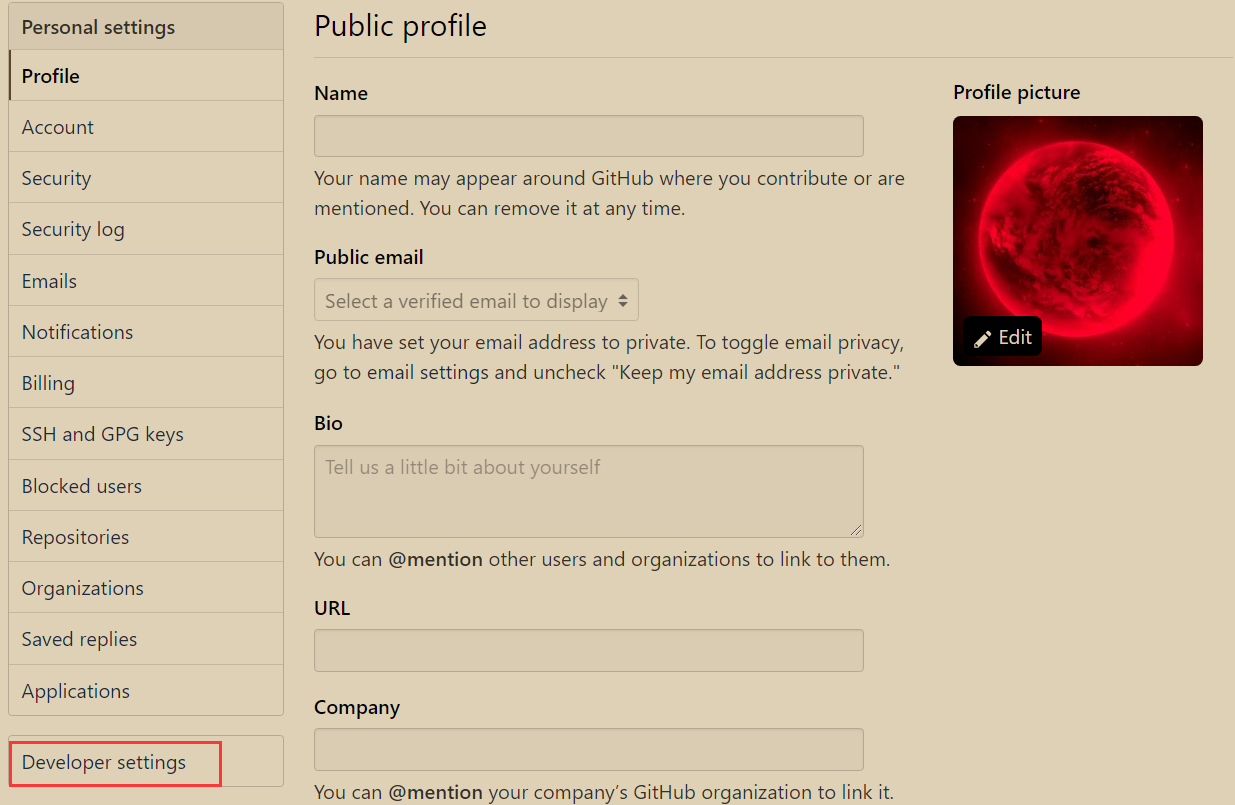 Personal settings
Profile
Account
Security
Security log
Emails
Notifications
Billing
SSH and GPG keys
Blocked users
Repositories
Organizations
Saved replies
Applications
Developer settings
Public profile
Name
Your name may appear around GitHub where you contribute or are
mentioned. You can remove it at any time.
Public email
Select a verified email to display
You have set your email address to private. To toggle email privacy,
go to email settings and uncheck "Keep my email address private."
Bio
Tell us a little bit about yourself
You can @mention other users and organizations to link to them.
URL
Company
You can @mention your company’s GitHub organization to link it.
Profile picture
Edit